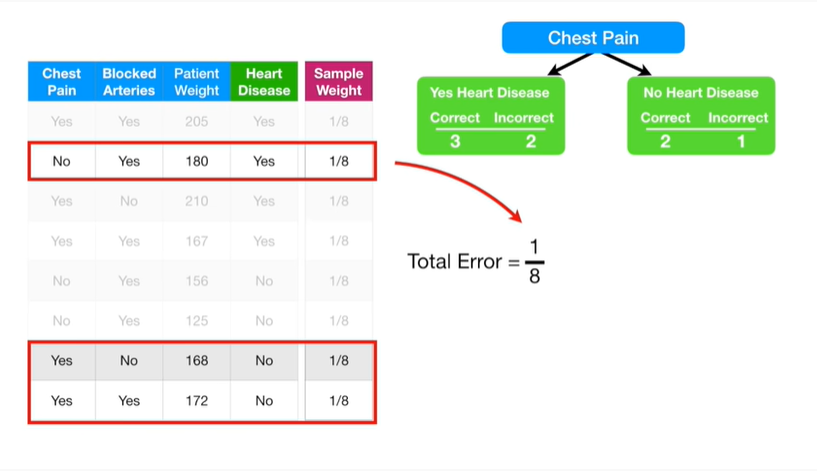 Chest Pain
Chest Pain Blocked Arteries Patient Weight Heart Disease Sample Weight
Yes Yes 205 Yes 1/8
No Yes 180 Yes 1/8
Yes No 210 Yes 1/8
Yes Yes 167 Yes 1/8
No Yes 156 No 1/8
No Yes 125 No 1/8
Yes No 168 No 1/8
Yes Yes 172 No 1/8
Yes Heart Disease
Correct Incorrect
3 2
No Heart Disease
Correct Incorrect
2 1
Total Error = 1/8